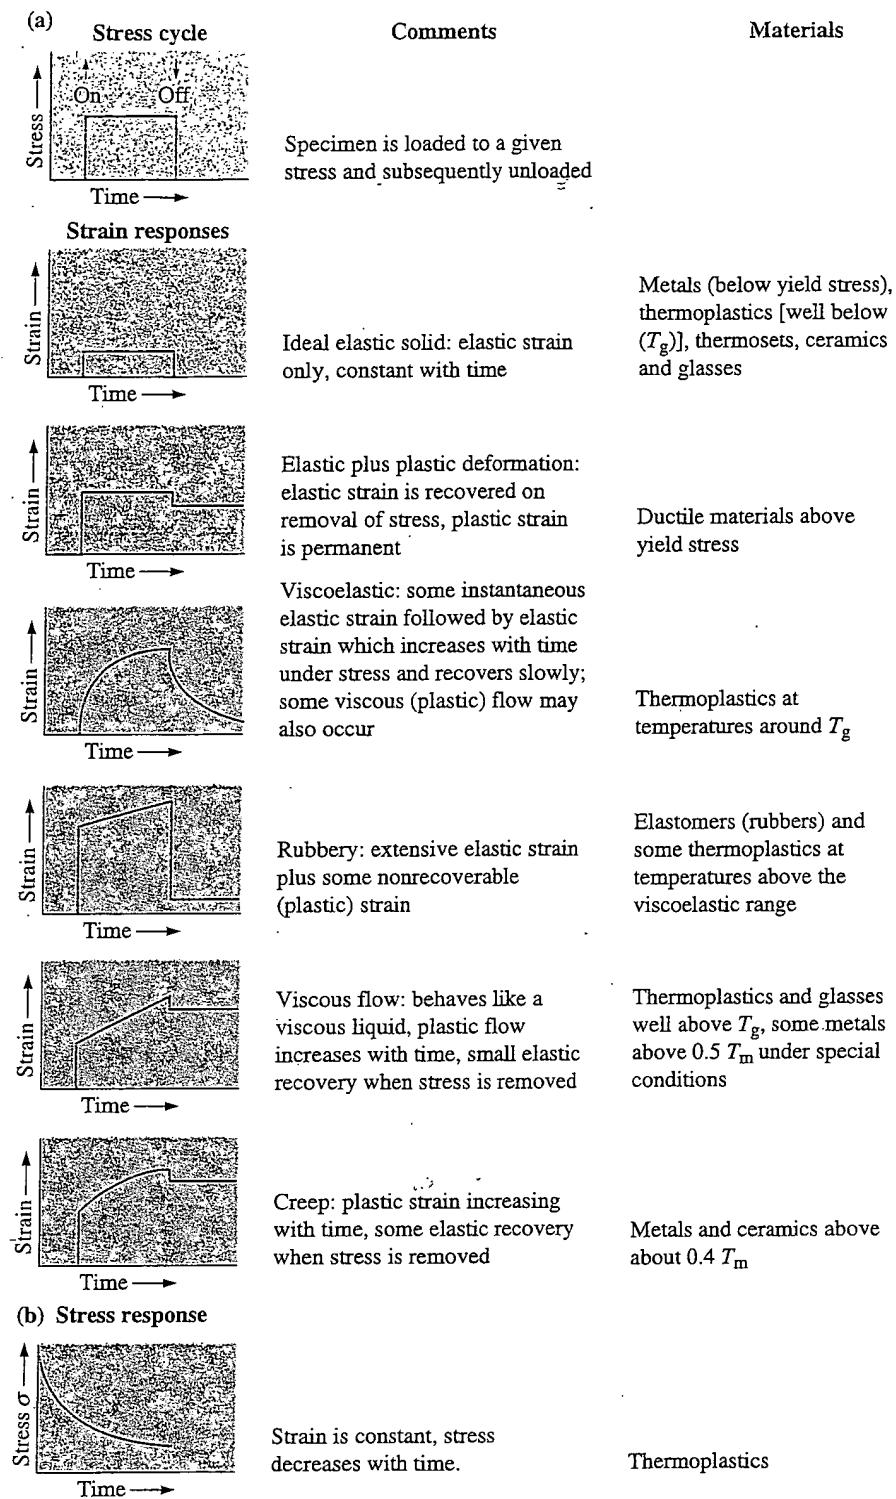 (a)
Stress cycle
Comments
Materials
On
Off
Stress
Time
Specimen is loaded to a given
stress and subsequently unloaded
Strain responses
Strain
Time
Ideal elastic solid: elastic strain
only, constant with time
Metals (below yield stress),
thermoplastics [well below
(Tg)], thermosets, ceramics
and glasses
Strain
Time
Elastic plus plastic deformation:
elastic strain is recovered on
removal of stress, plastic strain
is permanent
Ductile materials above
yield stress
Strain
Time
Viscoelastic: some instantaneous
elastic strain followed by elastic
strain which increases with time
under stress and recovers slowly;
some viscous (plastic) flow may
also occur
Thermoplastics at
temperatures around Tg
Strain
Time
Rubbery: extensive elastic strain
plus some nonrecoverable
(plastic) strain
Elastomers (rubbers) and
some thermoplastics at
temperatures above the
viscoelastic range
Strain
Time
Viscous flow: behaves like a
viscous liquid, plastic flow
increases with time, small elastic
recovery when stress is removed
Thermoplastics and glasses
well above Tg, some metals
above 0.5 Tm under special
conditions
Strain
Time
Creep: plastic strain increasing
with time, some elastic recovery
when stress is removed
Metals and ceramics above
about 0.4 Tm
(b) Stress response
Stress σ
Time
Strain is constant, stress
decreases with time.
Thermoplastics